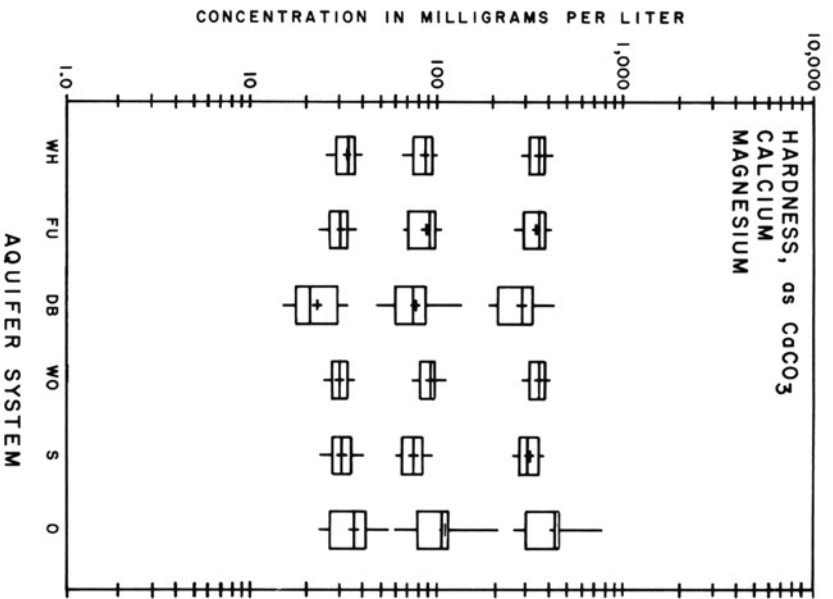 CONCENTRATION IN MILLIGRAMS PER LITER
10,000
1,000
100
10
1.0
HARDNESS, as CaCO3
CALCIUM
MAGNESIUM
WH FU DB WO S O
AQUIFER SYSTEM